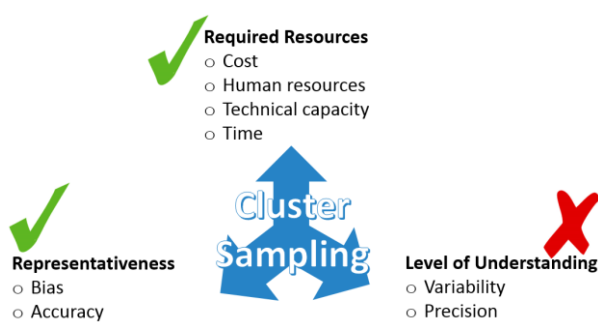 Required Resources
○ Cost
○ Human resources
○ Technical capacity
○ Time
Cluster
Sampling
Representativeness
○ Bias
○ Accuracy
Level of Understanding
○ Variability
○ Precision